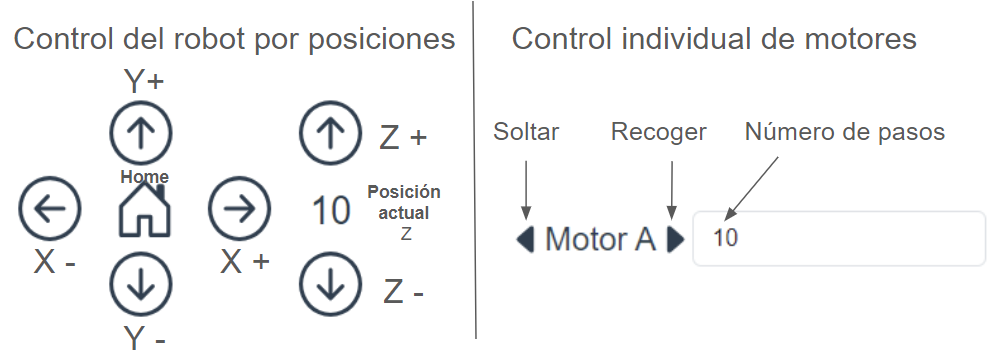 Control del robot por posiciones
Y+
Home
X -
X +
Y -
Z +
10
Posición
actual
Z
Z -
Control individual de motores
Soltar
Recoger
Número de pasos
Motor A
10